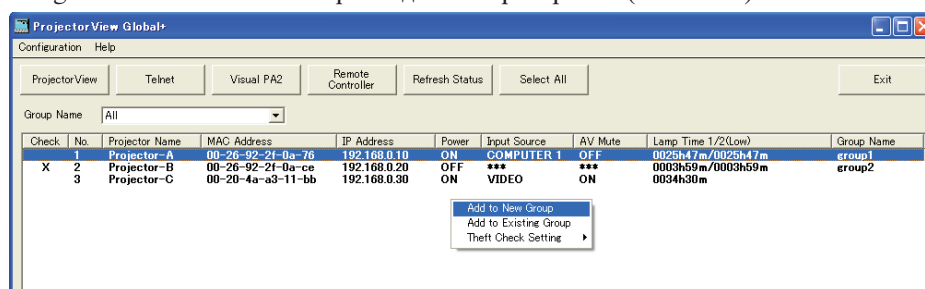 ProjectorView Global+
Configuration Help
ProjectorView Telnet Visual PA2 Remote Controller Refresh Status Select All Exit
Group Name All
Check No. Projector Name MAC Address IP Address Power Input Source AV Mute Lamp Time 1/2(Low) Group Name
1 Projector-A 00-26-92-2f-0a-76 192.168.0.10 ON COMPUTER 1 OFF 0025h47m/0025h47m group1
X 2 Projector-B 00-26-92-2f-0a-ce 192.168.0.20 OFF *** *** 0003h59m/0003h59m group2
3 Projector-C 00-20-4a-a3-11-bb 192.168.0.30 ON VIDEO ON 0034h30m
Add to New Group
Add to Existing Group
Theft Check Setting